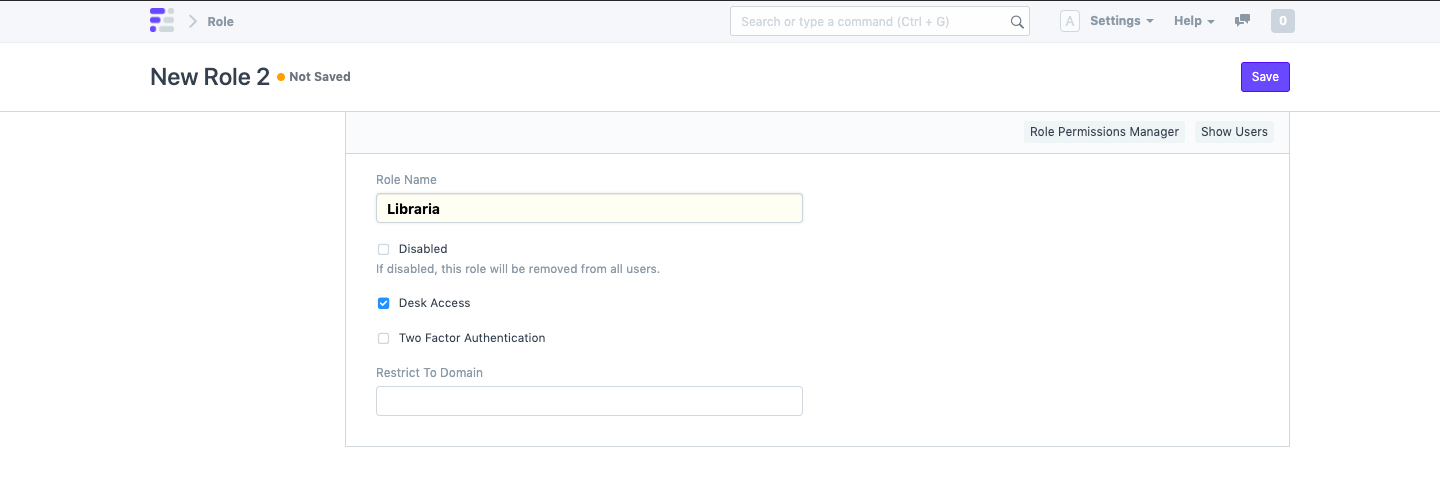 Role
Search or type a command (Ctrl + G)
A
Settings
Help
0
New Role 2
Not Saved
Save
Role Permissions Manager
Show Users
Role Name
Libraria
Disabled
If disabled, this role will be removed from all users.
Desk Access
Two Factor Authentication
Restrict To Domain